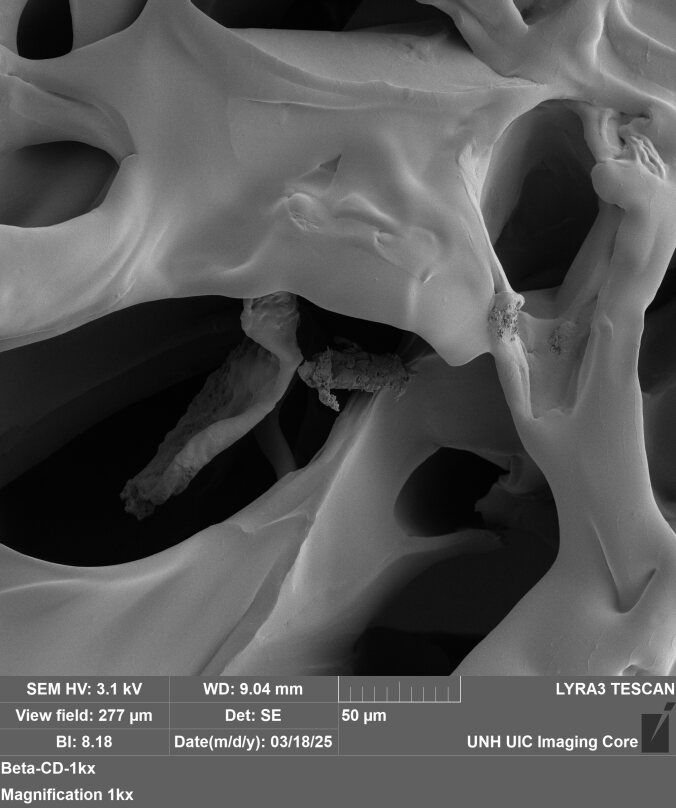 SEM HV: 3.1 kV WD: 9.04 mm LYRA3 TESCAN
View field: 277 µm Det: SE 50 µm
BI: 8.18 Date(m/d/y): 03/18/25 UNH UIC Imaging Core
Beta-CD-1kx
Magnification 1kx